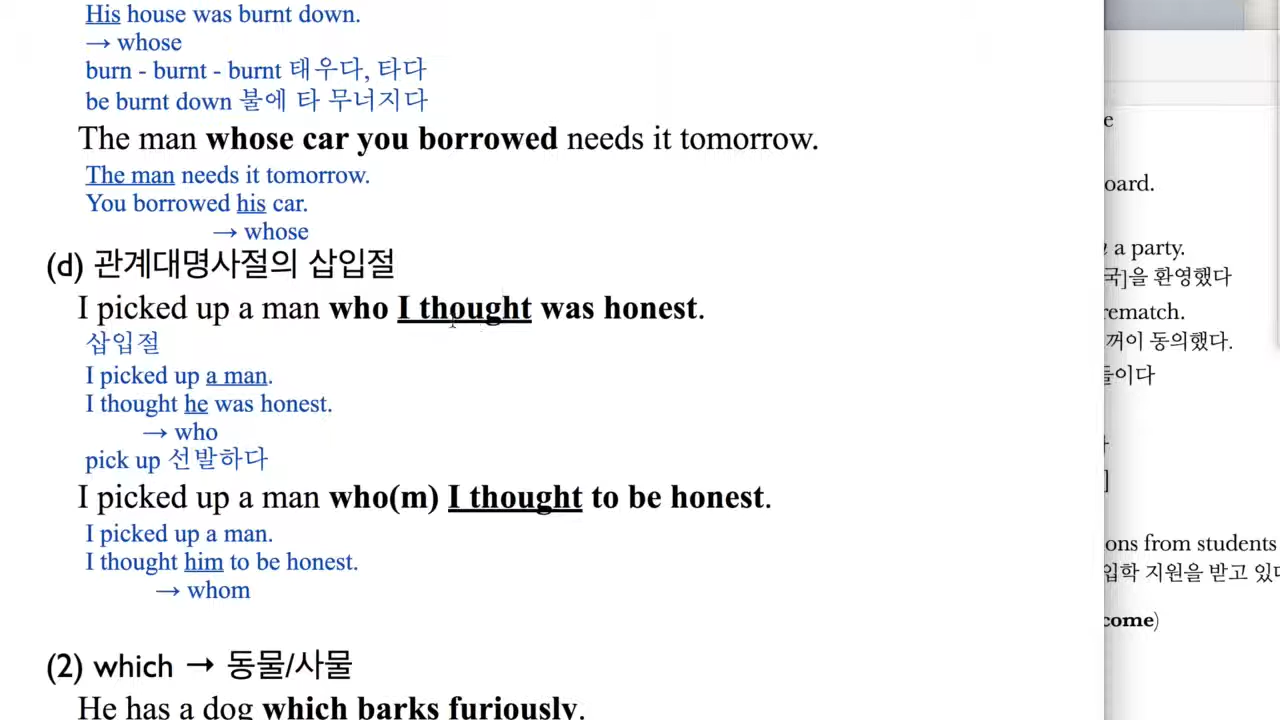 His house was burnt down.
→ whose
burn - burnt - burnt 태우다, 타다
be burnt down 불에 타 무너지다
The man whose car you borrowed needs it tomorrow.
The man needs it tomorrow.
You borrowed his car.
→ whose
(d) 관계대명사절의 삽입절
I picked up a man who I thought was honest.
삽입절
I picked up a man.
I thought he was honest.
→ who
pick up 선발하다
I picked up a man who(m) I thought to be honest.
I picked up a man.
I thought him to be honest.
→ whom
(2) which → 동물/사물
He has a dog which barks furiously.
oard.
a party.
국]을 환영했다
rematch.
꺼이 동의했다.
들이다
]
ons from students
입학 지원을 받고 있
come)